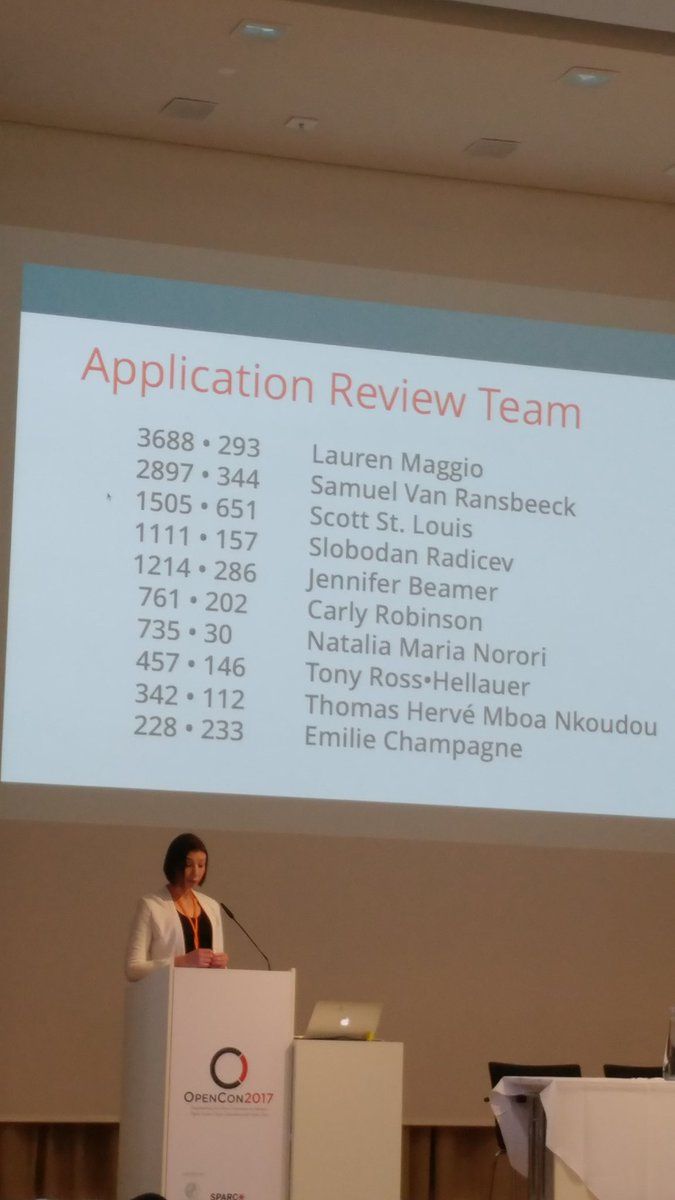 Application Review Team
3688 • 293 Lauren Maggio
2897 • 344 Samuel Van Ransbeeck
1505 • 651 Scott St. Louis
1111 • 157 Slobodan Radicev
1214 • 286 Jennifer Beamer
761 • 202 Carly Robinson
735 • 30 Natalia Maria Norori
457 • 146 Tony Ross•Hellauer
342 • 112 Thomas Hervé Mboa Nkoudou
228 • 233 Emilie Champagne
OPENCON2017
SPARC